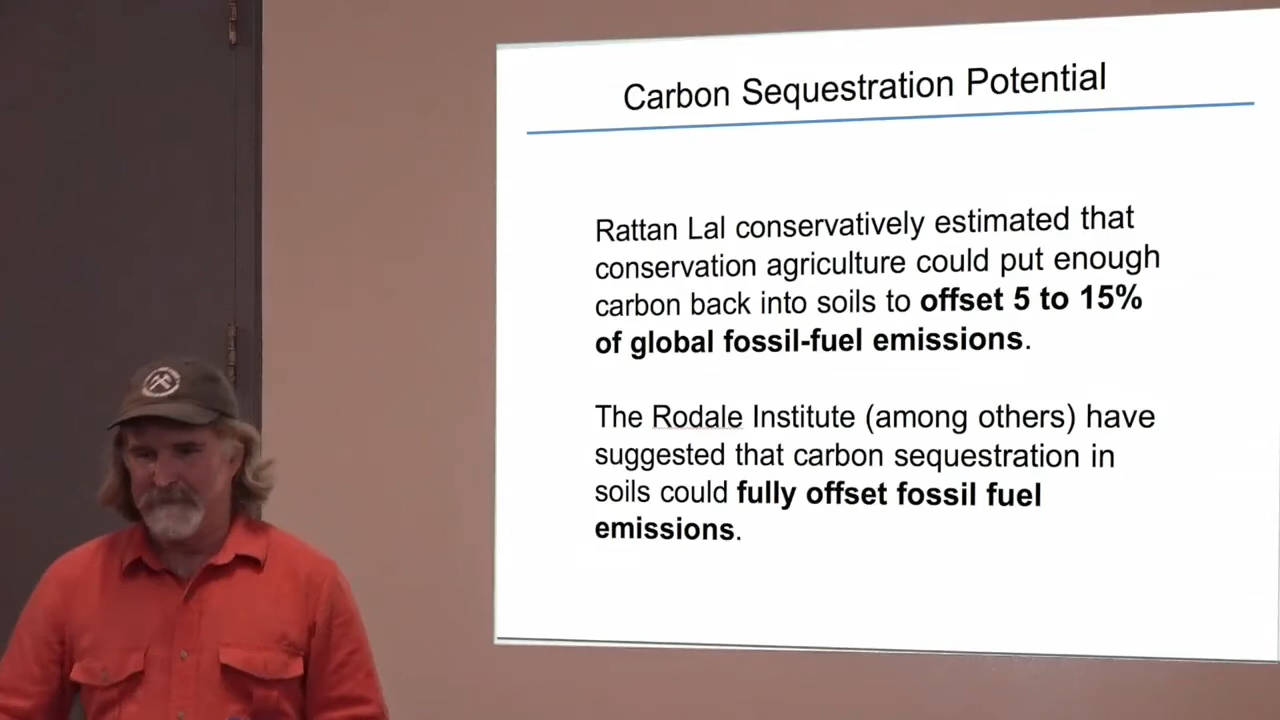 Carbon Sequestration Potential
Rattan Lal conservatively estimated that
conservation agriculture could put enough
carbon back into soils to offset 5 to 15%
of global fossil-fuel emissions.
The Rodale Institute (among others) have
suggested that carbon sequestration in
soils could fully offset fossil fuel
emissions.